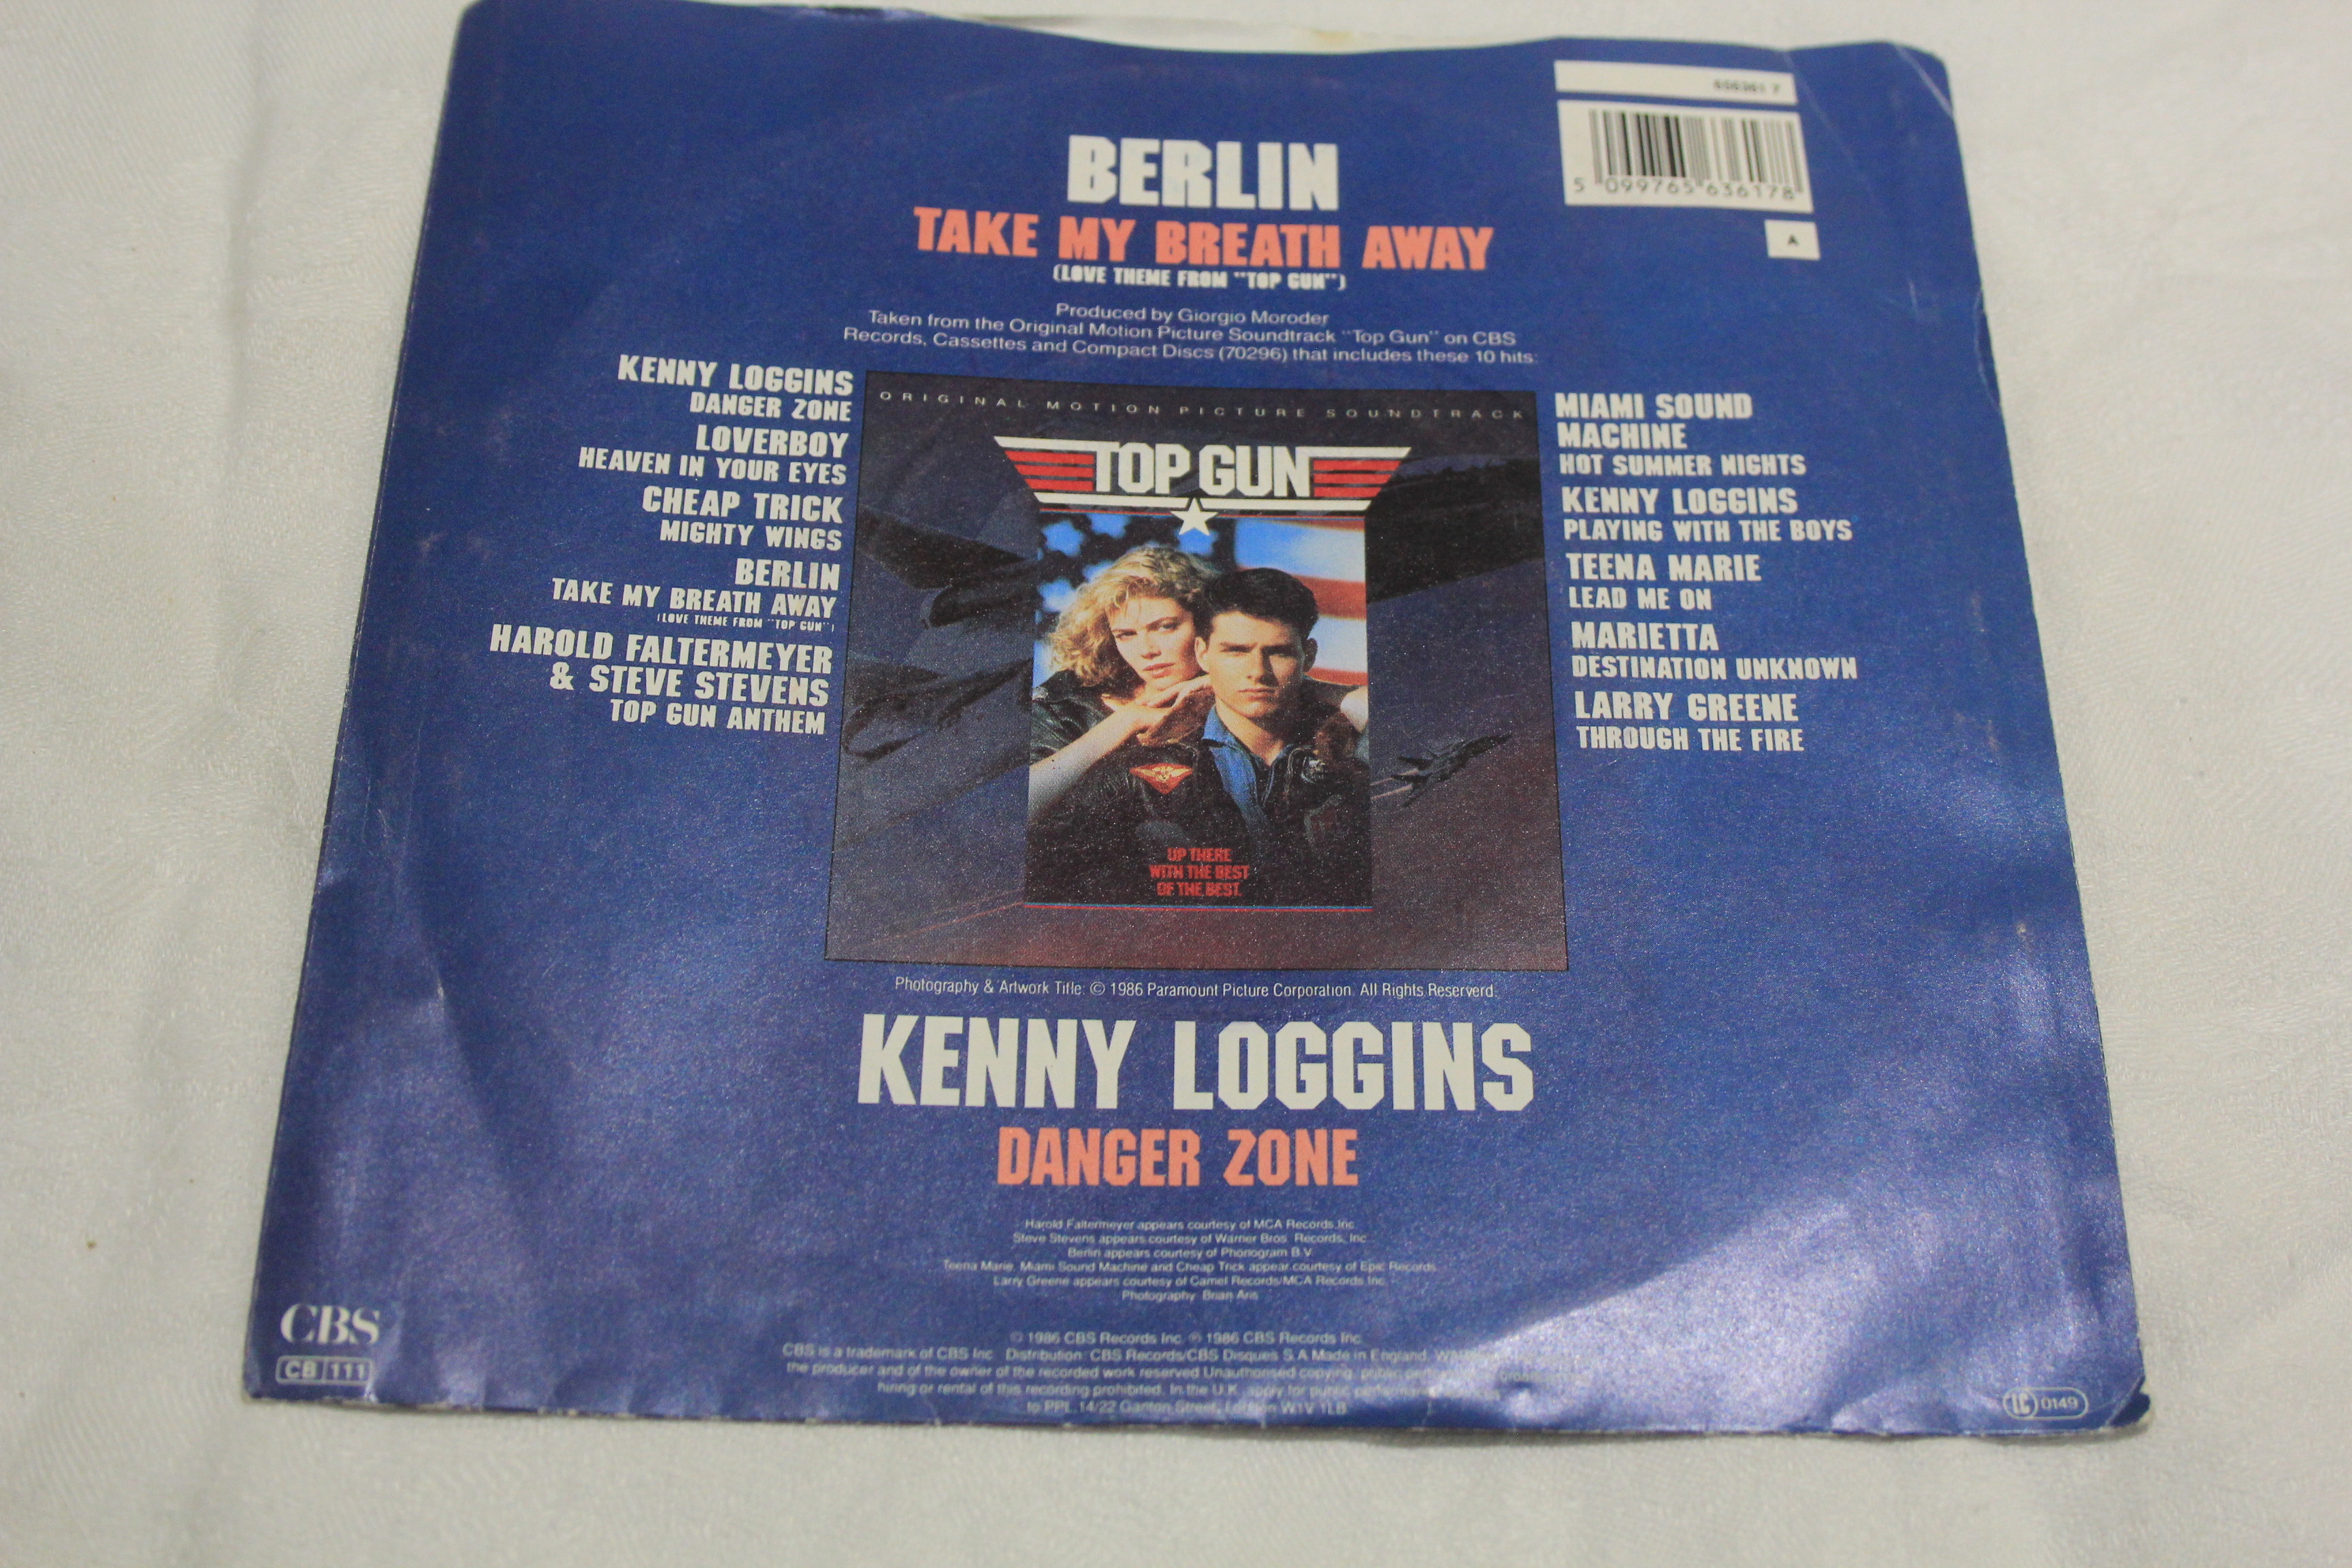 656361 7
5 099765 636178
A
BERLIN
TAKE MY BREATH AWAY
(LOVE THEME FROM "TOP GUN")
Produced by Giorgio Moroder
Taken from the Original Motion Picture Soundtrack "Top Gun" on CBS
Records, Cassettes and Compact Discs (70296) that includes these 10 hits:
KENNY LOGGINS
DANGER ZONE
LOVERBOY
HEAVEN IN YOUR EYES
CHEAP TRICK
MIGHTY WINGS
BERLIN
TAKE MY BREATH AWAY
(LOVE THEME FROM "TOP GUN")
HAROLD FALTERMEYER
& STEVE STEVENS
TOP GUN ANTHEM
ORIGINAL MOTION PICTURE SOUNDTRACK
TOP GUN
UP THERE
WITH THE BEST
OF THE BEST.
MIAMI SOUND
MACHINE
HOT SUMMER NIGHTS
KENNY LOGGINS
PLAYING WITH THE BOYS
TEENA MARIE
LEAD ME ON
MARIETTA
DESTINATION UNKNOWN
LARRY GREENE
THROUGH THE FIRE
Photography & Artwork Title: © 1986 Paramount Picture Corporation. All Rights Reserverd.
KENNY LOGGINS
DANGER ZONE
Harold Faltermeyer appears courtesy of MCA Records, Inc.
Steve Stevens appears courtesy of Warner Bros. Records, Inc.
Berlin appears courtesy of Phonogram B.V.
Teena Marie, Miami Sound Machine and Cheap Trick appear courtesy of Epic Records.
Larry Greene appears courtesy of Camel Records/MCA Records Inc.
Photography: Brian Aris
© 1986 CBS Records Inc. ℗ 1986 CBS Records Inc.
CBS is a trademark of CBS Inc. Distribution: CBS Records/CBS Disques S.A. Made in England.
the producer and of the owner of the recorded work reserved Unauthorised copying, public
hiring or rental of this recording prohibited. In the U.K. apply for public
to PPL 14/22 Ganton Street, London W1V 1LB
CBS
CB 111
LC 0149